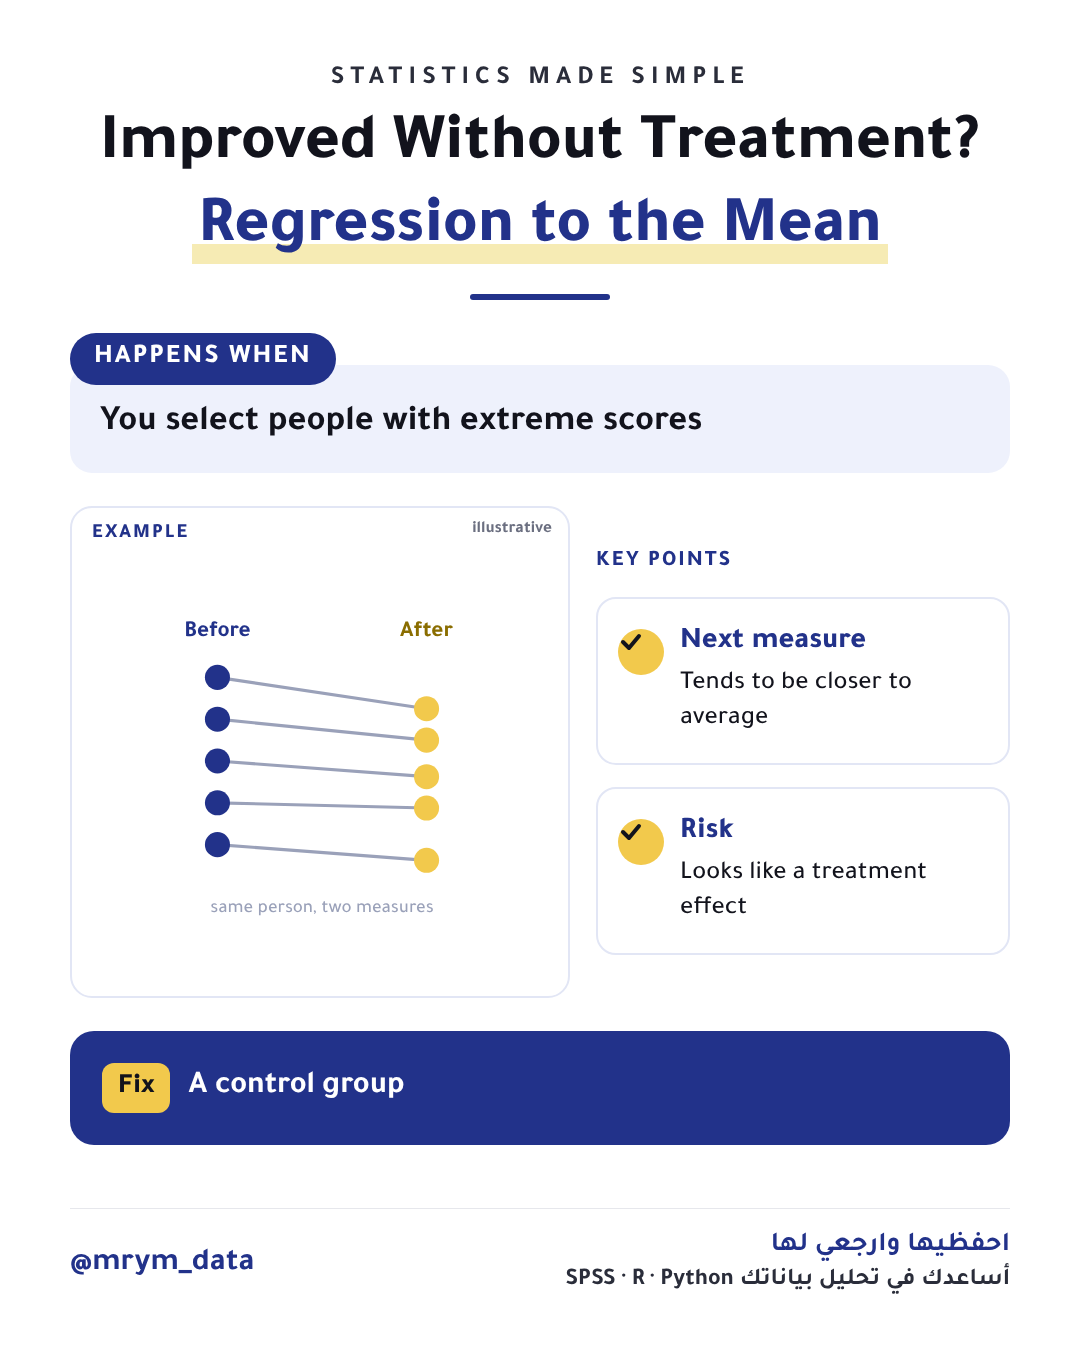 STATISTICS MADE SIMPLE
Improved Without Treatment?
Regression to the Mean
HAPPENS WHEN
You select people with extreme scores
EXAMPLE
illustrative
Before
After
same person, two measures
KEY POINTS
Next measure
Tends to be closer to
average
Risk
Looks like a treatment
effect
Fix
A control group
@mrym_data
احفظيها وارجعي لها
أساعدك في تحليل بياناتك SPSS · R · Python